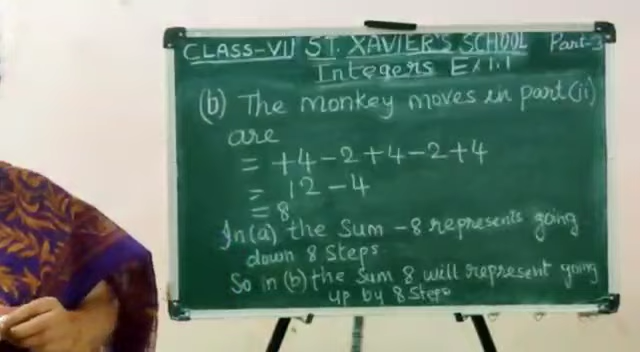 CLASS-VII ST. XAVIER'S SCHOOL Part-3
Integers Ex1.1
(b) The monkey moves in part(ii)
are
= +4-2+4-2+4
= 12-4
= 8
In(a) the sum -8 represents going
down 8 steps
So in (b) the sum 8 will represent going
up by 8 steps